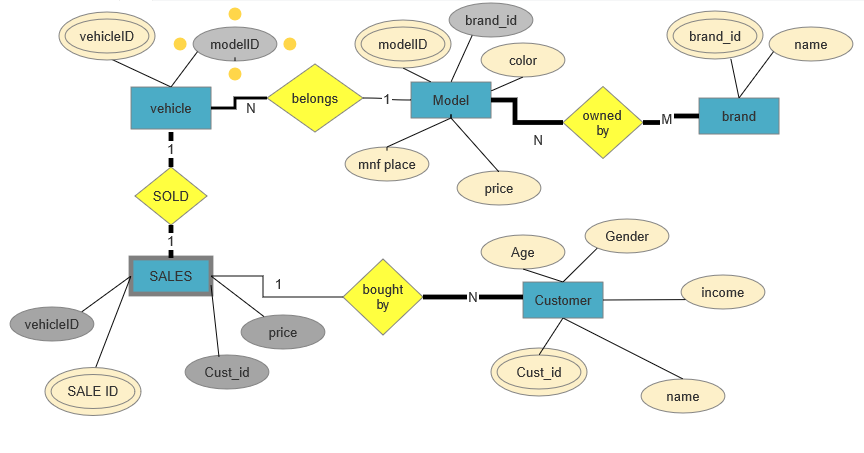 vehicleID
modelID
modelID
brand_id
color
brand_id
name
vehicle
N
belongs
1
Model
owned
by
N
M
brand
1
mnf place
price
SOLD
1
SALES
1
bought
by
N
Customer
Age
Gender
income
vehicleID
price
Cust_id
SALE ID
Cust_id
name